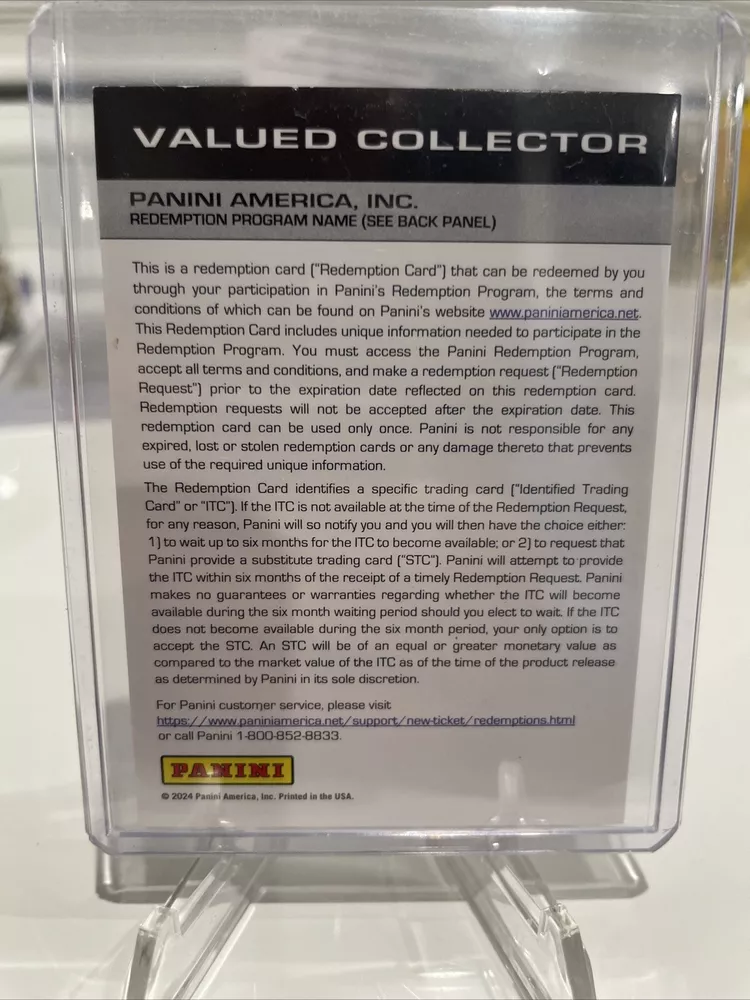 VALUED COLLECTOR
PANINI AMERICA, INC.
REDEMPTION PROGRAM NAME (SEE BACK PANEL)
This is a redemption card ("Redemption Card") that can be redeemed by you
through your participation in Panini's Redemption Program, the terms and
conditions of which can be found on Panini's website www.paniniamerica.net.
This Redemption Card includes unique information needed to participate in the
Redemption Program. You must access the Panini Redemption Program,
accept all terms and conditions, and make a redemption request ("Redemption
Request") prior to the expiration date reflected on this redemption card.
Redemption requests will not be accepted after the expiration date. This
redemption card can be used only once. Panini is not responsible for any
expired, lost or stolen redemption cards or any damage thereto that prevents
use of the required unique information.
The Redemption Card identifies a specific trading card ("Identified Trading
Card" or "ITC"). If the ITC is not available at the time of the Redemption Request,
for any reason, Panini will so notify you and you will then have the choice either:
1) to wait up to six months for the ITC to become available; or 2) to request that
Panini provide a substitute trading card ("STC"). Panini will attempt to provide
the ITC within six months of the receipt of a timely Redemption Request. Panini
makes no guarantees or warranties regarding whether the ITC will become
available during the six month waiting period should you elect to wait. If the ITC
does not become available during the six month period, your only option is to
accept the STC. An STC will be of an equal or greater monetary value as
compared to the market value of the ITC as of the time of the product release
as determined by Panini in its sole discretion.
For Panini customer service, please visit
https://www.paniniamerica.net/support/new-ticket/redemptions.html
or call Panini 1-800-852-8833.
PANINI
© 2024 Panini America, Inc. Printed in the USA.